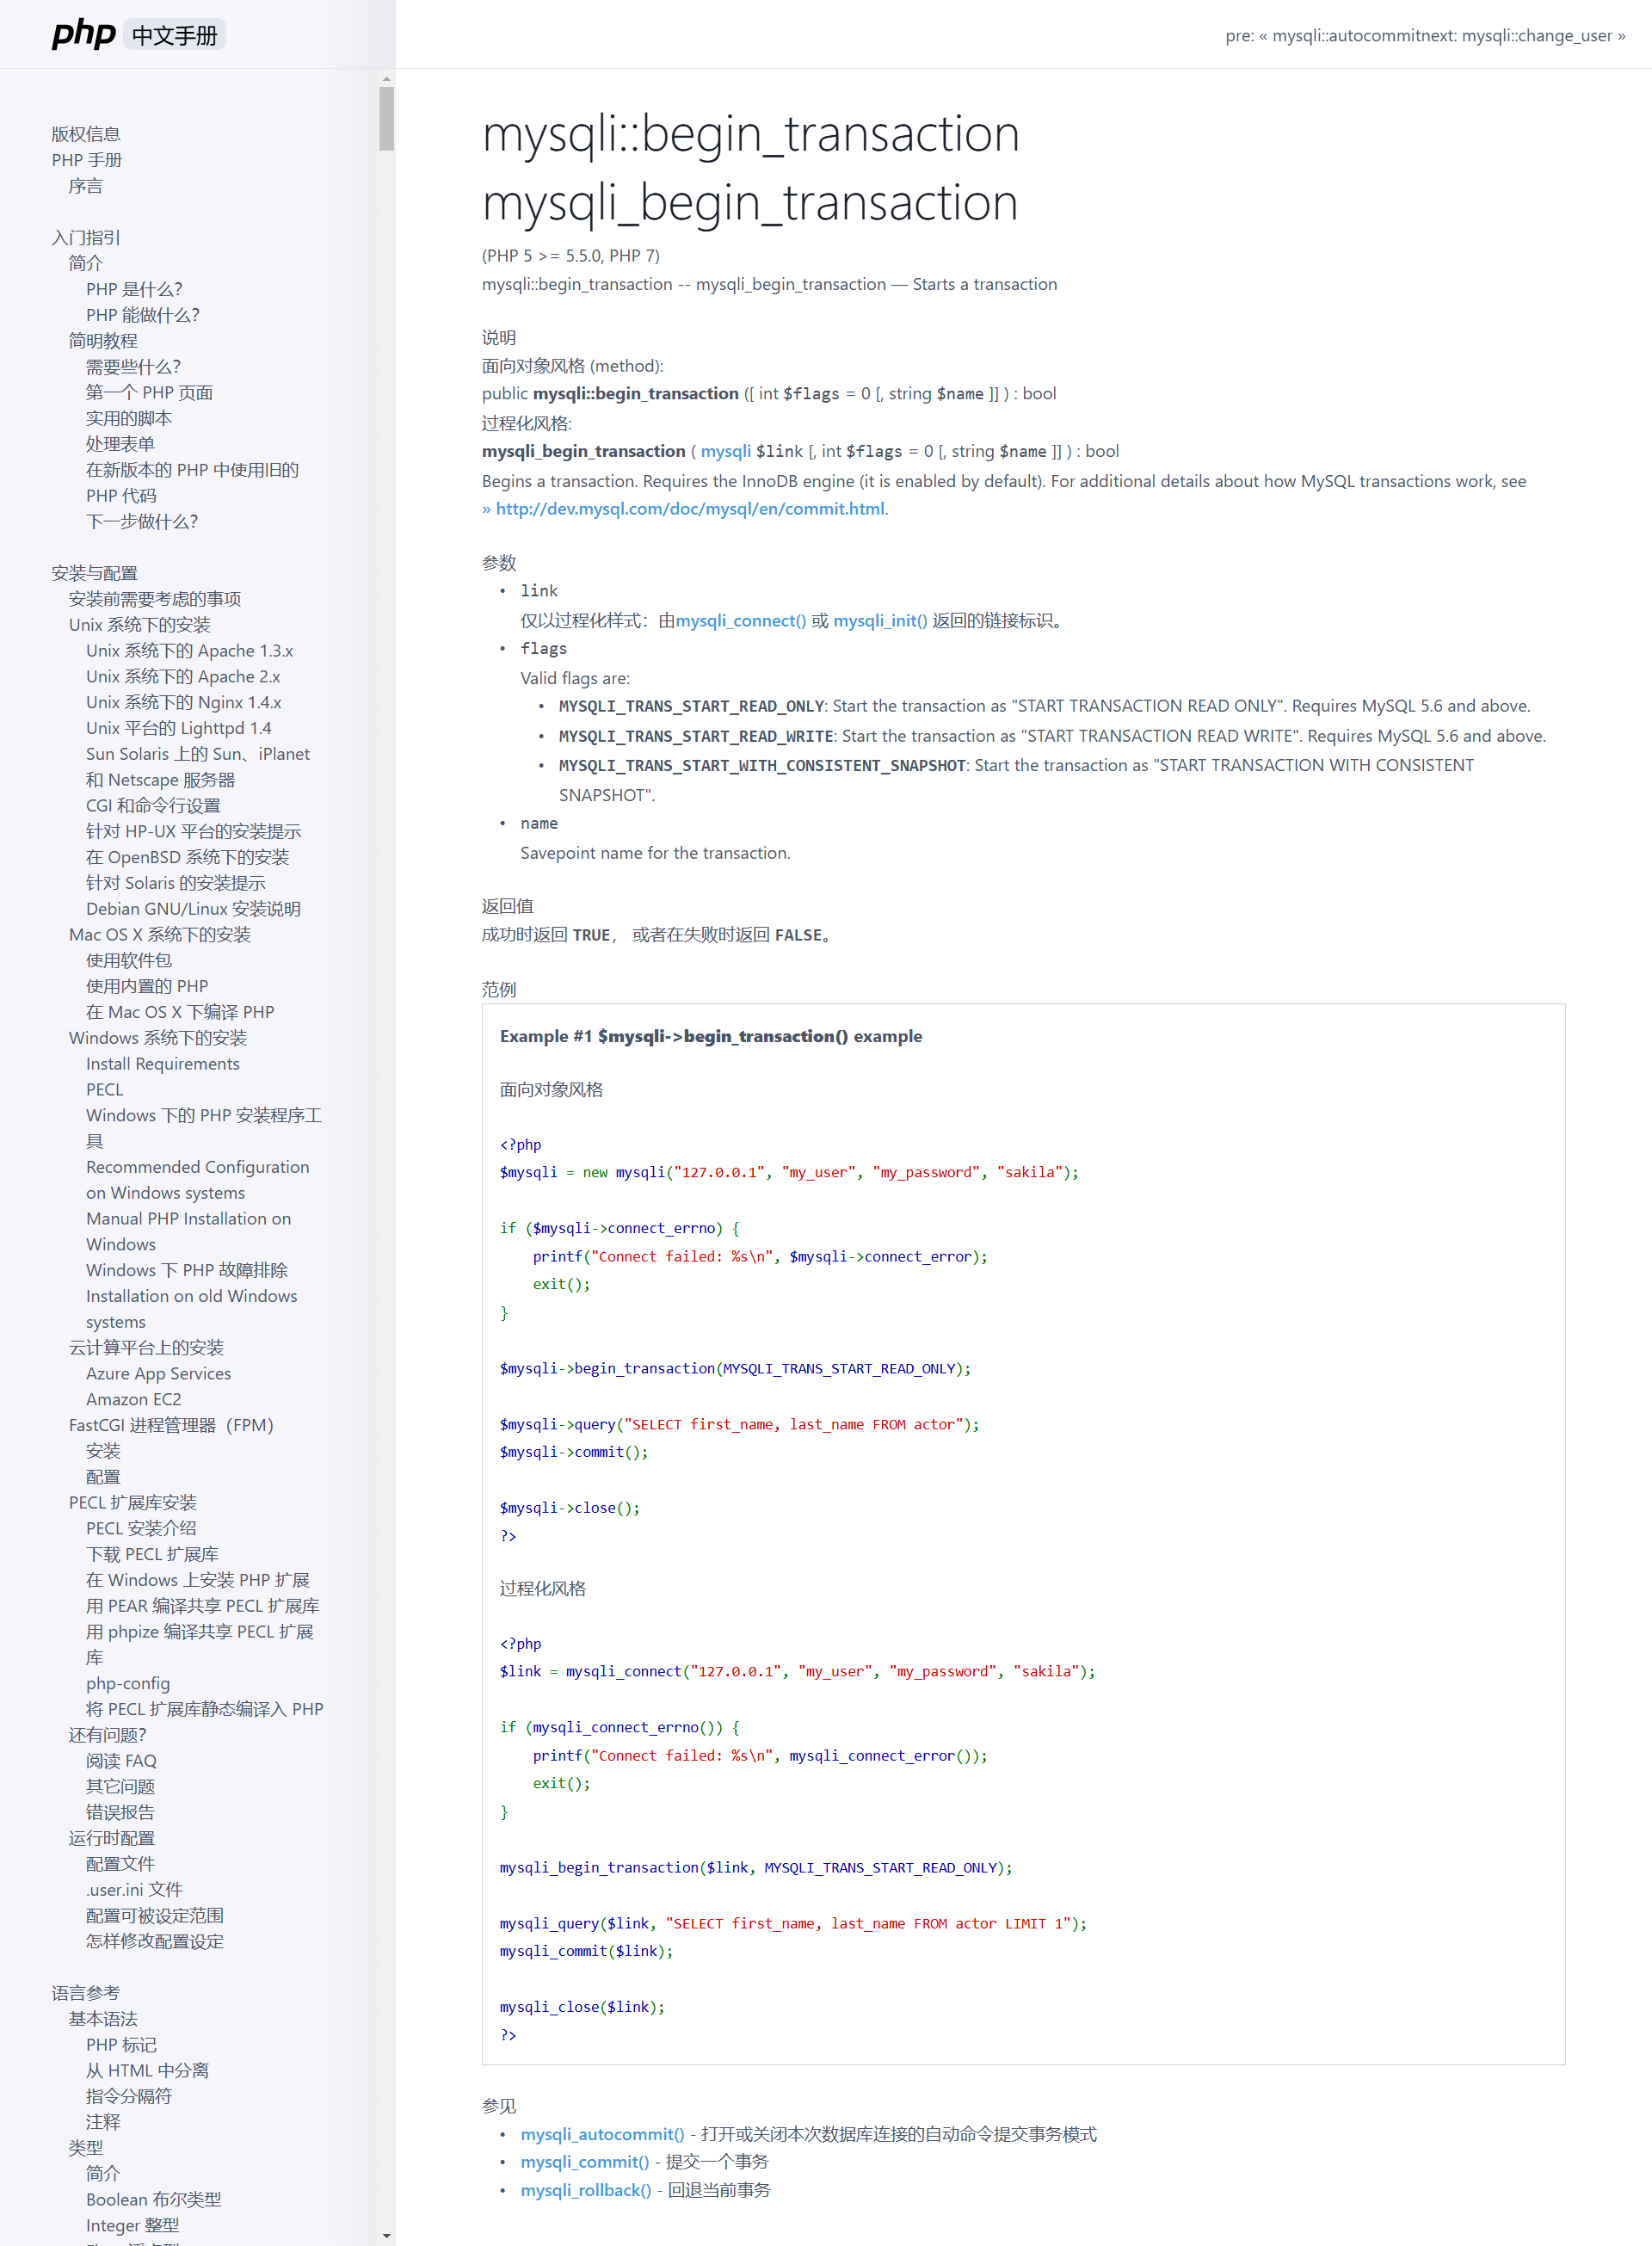 php 中文手册
pre: « mysqli::autocommitnext: mysqli::change_user »
版权信息
PHP 手册
序言
入门指引
简介
PHP 是什么?
PHP 能做什么?
简明教程
需要些什么?
第一个 PHP 页面
实用的脚本
处理表单
在新版本的 PHP 中使用旧的
PHP 代码
下一步做什么?
安装与配置
安装前需要考虑的事项
Unix 系统下的安装
Unix 系统下的 Apache 1.3.x
Unix 系统下的 Apache 2.x
Unix 系统下的 Nginx 1.4.x
Unix 平台的 Lighttpd 1.4
Sun Solaris 上的 Sun、iPlanet
和 Netscape 服务器
CGI 和命令行设置
针对 HP-UX 平台的安装提示
在 OpenBSD 系统下的安装
针对 Solaris 的安装提示
Debian GNU/Linux 安装说明
Mac OS X 系统下的安装
使用软件包
使用内置的 PHP
在 Mac OS X 下编译 PHP
Windows 系统下的安装
Install Requirements
PECL
Windows 下的 PHP 安装程序工
具
Recommended Configuration
on Windows systems
Manual PHP Installation on
Windows
Windows 下 PHP 故障排除
Installation on old Windows
systems
云计算平台上的安装
Azure App Services
Amazon EC2
FastCGI 进程管理器（FPM）
安装
配置
PECL 扩展库安装
PECL 安装介绍
下载 PECL 扩展库
在 Windows 上安装 PHP 扩展
用 PEAR 编译共享 PECL 扩展库
用 phpize 编译共享 PECL 扩展
库
php-config
将 PECL 扩展库静态编译入 PHP
还有问题?
阅读 FAQ
其它问题
错误报告
运行时配置
配置文件
.user.ini 文件
配置可被设定范围
怎样修改配置设定
语言参考
基本语法
PHP 标记
从 HTML 中分离
指令分隔符
注释
类型
简介
Boolean 布尔类型
Integer 整型
mysqli::begin_transaction
mysqli_begin_transaction
(PHP 5 >= 5.5.0, PHP 7)
mysqli::begin_transaction -- mysqli_begin_transaction — Starts a transaction
说明
面向对象风格 (method):
public mysqli::begin_transaction ([ int $flags = 0 [, string $name ]] ) : bool
过程化风格:
mysqli_begin_transaction ( mysqli $link [, int $flags = 0 [, string $name ]] ) : bool
Begins a transaction. Requires the InnoDB engine (it is enabled by default). For additional details about how MySQL transactions work, see
» http://dev.mysql.com/doc/mysql/en/commit.html.
参数
• link
仅以过程化样式：由mysqli_connect() 或 mysqli_init() 返回的链接标识。
• flags
Valid flags are:
• MYSQLI_TRANS_START_READ_ONLY: Start the transaction as "START TRANSACTION READ ONLY". Requires MySQL 5.6 and above.
• MYSQLI_TRANS_START_READ_WRITE: Start the transaction as "START TRANSACTION READ WRITE". Requires MySQL 5.6 and above.
• MYSQLI_TRANS_START_WITH_CONSISTENT_SNAPSHOT: Start the transaction as "START TRANSACTION WITH CONSISTENT
SNAPSHOT".
• name
Savepoint name for the transaction.
返回值
成功时返回 TRUE， 或者在失败时返回 FALSE。
范例
Example #1 $mysqli->begin_transaction() example
面向对象风格
<?php
$mysqli = new mysqli("127.0.0.1", "my_user", "my_password", "sakila");
if ($mysqli->connect_errno) {
printf("Connect failed: %s\n", $mysqli->connect_error);
exit();
}
$mysqli->begin_transaction(MYSQLI_TRANS_START_READ_ONLY);
$mysqli->query("SELECT first_name, last_name FROM actor");
$mysqli->commit();
$mysqli->close();
?>
过程化风格
<?php
$link = mysqli_connect("127.0.0.1", "my_user", "my_password", "sakila");
if (mysqli_connect_errno()) {
printf("Connect failed: %s\n", mysqli_connect_error());
exit();
}
mysqli_begin_transaction($link, MYSQLI_TRANS_START_READ_ONLY);
mysqli_query($link, "SELECT first_name, last_name FROM actor LIMIT 1");
mysqli_commit($link);
mysqli_close($link);
?>
参见
• mysqli_autocommit() - 打开或关闭本次数据库连接的自动命令提交事务模式
• mysqli_commit() - 提交一个事务
• mysqli_rollback() - 回退当前事务